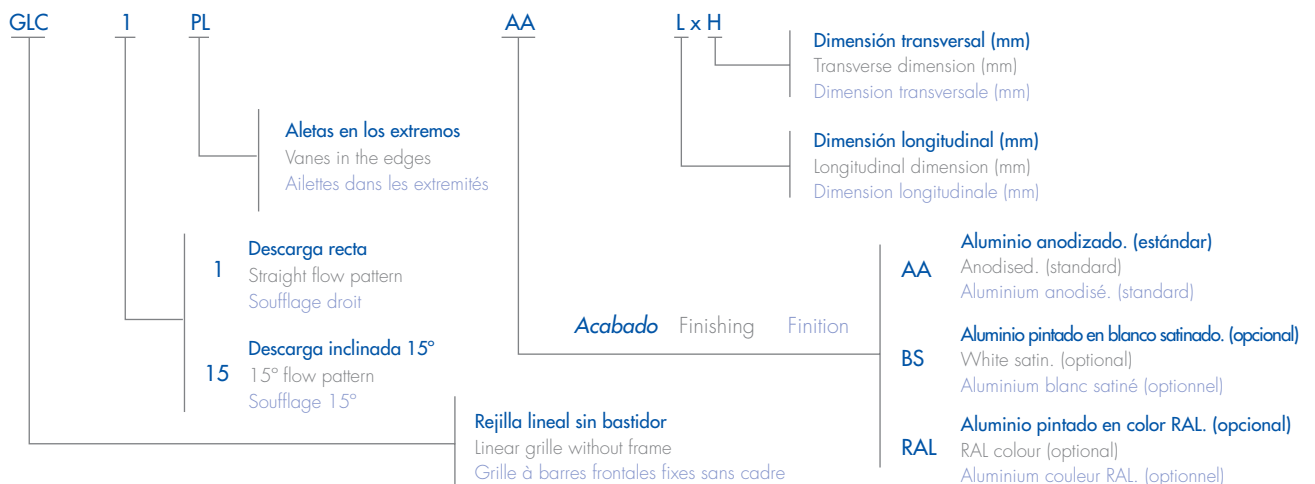 GLC 1 PL AA L x H
Dimensión transversal (mm)
Transverse dimension (mm)
Dimension transversale (mm)
Aletas en los extremos
Vanes in the edges
Ailettes dans les extremités
Dimensión longitudinal (mm)
Longitudinal dimension (mm)
Dimension longitudinale (mm)
1 Descarga recta
Straight flow pattern
Soufflage droit
15 Descarga inclinada 15º
15º flow pattern
Soufflage 15º
Acabado Finishing Finition
AA Aluminio anodizado. (estándar)
Anodised. (standard)
Aluminium anodisé. (standard)
BS Aluminio pintado en blanco satinado. (opcional)
White satin. (optional)
Aluminium blanc satiné (optionnel)
RAL Aluminio pintado en color RAL. (opcional)
RAL colour (optional)
Aluminium couleur RAL. (optionnel)
Rejilla lineal sin bastidor
Linear grille without frame
Grille à barres frontales fixes sans cadre